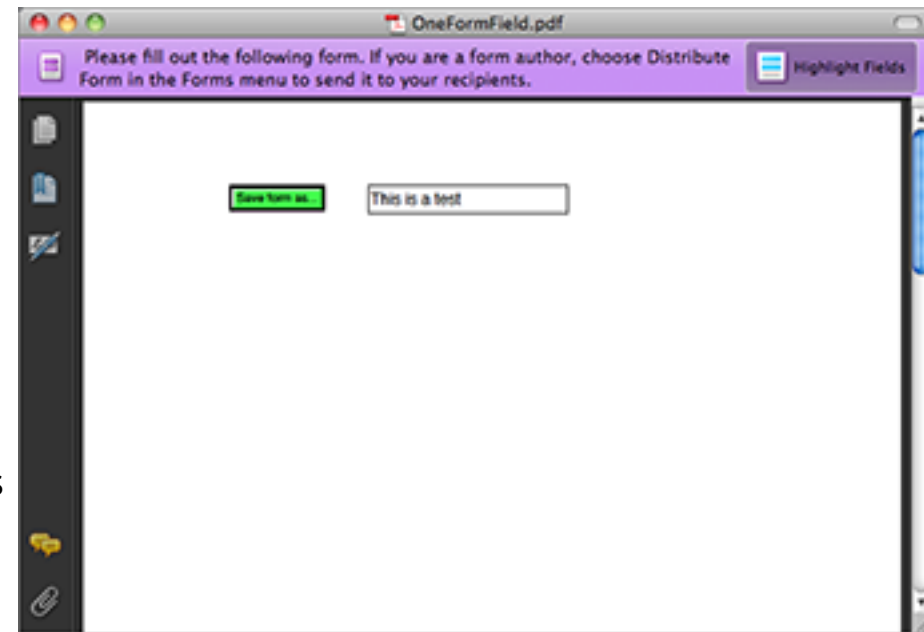 OneFormField.pdf
Please fill out the following form. If you are a form author, choose Distribute
Form in the Forms menu to send it to your recipients.
Highlight Fields
Save form as...
This is a test
s